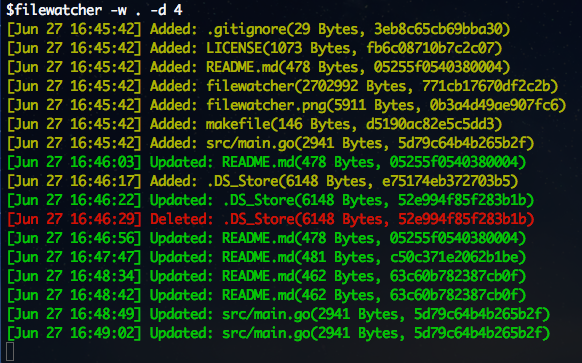 $filewatcher -w . -d 4
[Jun 27 16:45:42] Added: .gitignore(29 Bytes, 3eb8c65cb69bba30)
[Jun 27 16:45:42] Added: LICENSE(1073 Bytes, fb6c08710b7c2c07)
[Jun 27 16:45:42] Added: README.md(478 Bytes, 05255f0540380004)
[Jun 27 16:45:42] Added: filewatcher(2702992 Bytes, 771cb17670df2c2b)
[Jun 27 16:45:42] Added: filewatcher.png(5911 Bytes, 0b3a4d49ae907fc6)
[Jun 27 16:45:42] Added: makefile(146 Bytes, d5190ac82e5c5dd3)
[Jun 27 16:45:42] Added: src/main.go(2941 Bytes, 5d79c64b4b265b2f)
[Jun 27 16:46:03] Updated: README.md(478 Bytes, 05255f0540380004)
[Jun 27 16:46:17] Added: .DS_Store(6148 Bytes, e75174eb372703b5)
[Jun 27 16:46:22] Updated: .DS_Store(6148 Bytes, 52e994f85f283b1b)
[Jun 27 16:46:29] Deleted: .DS_Store(6148 Bytes, 52e994f85f283b1b)
[Jun 27 16:46:56] Updated: README.md(478 Bytes, 05255f0540380004)
[Jun 27 16:47:47] Updated: README.md(481 Bytes, c50c371e2062b1be)
[Jun 27 16:48:34] Updated: README.md(462 Bytes, 63c60b782387cb0f)
[Jun 27 16:48:42] Updated: README.md(462 Bytes, 63c60b782387cb0f)
[Jun 27 16:48:49] Updated: src/main.go(2941 Bytes, 5d79c64b4b265b2f)
[Jun 27 16:49:02] Updated: src/main.go(2941 Bytes, 5d79c64b4b265b2f)